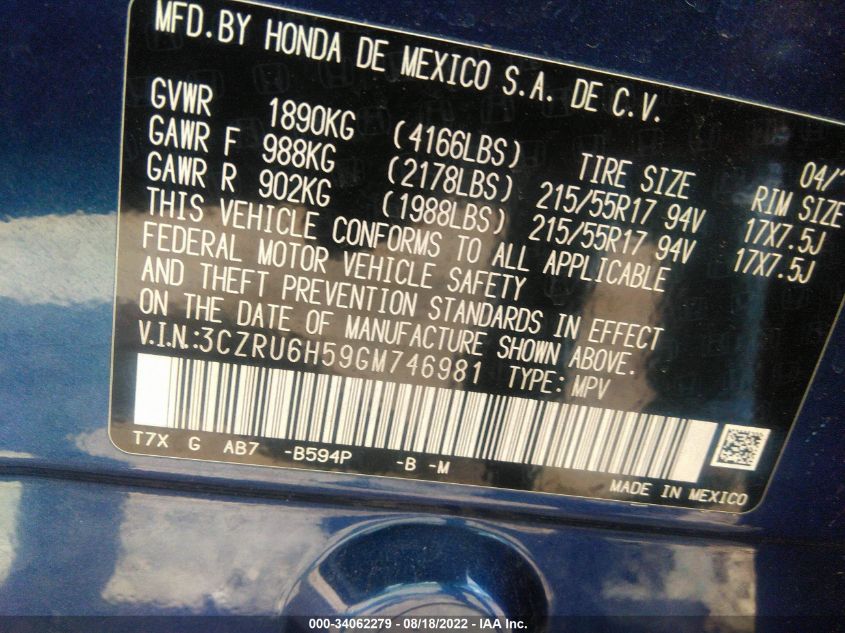 MFD.BY HONDA DE MEXICO S.A. DE C.V.
04/
GVWR 1890KG (4166LBS) TIRE SIZE RIM SIZE
GAWR F 988KG (2178LBS) 215/55R17 94V 17X7.5J
GAWR R 902KG (1988LBS) 215/55R17 94V 17X7.5J
THIS VEHICLE CONFORMS TO ALL APPLICABLE
FEDERAL MOTOR VEHICLE SAFETY
AND THEFT PREVENTION STANDARDS IN EFFECT
ON THE DATE OF MANUFACTURE SHOWN ABOVE.
V.I.N.:3CZRU6H59GM746981 TYPE: MPV
T7X G AB7 -B594P -B -M
MADE IN MEXICO
000-34062279 - 08/18/2022 - IAA Inc.